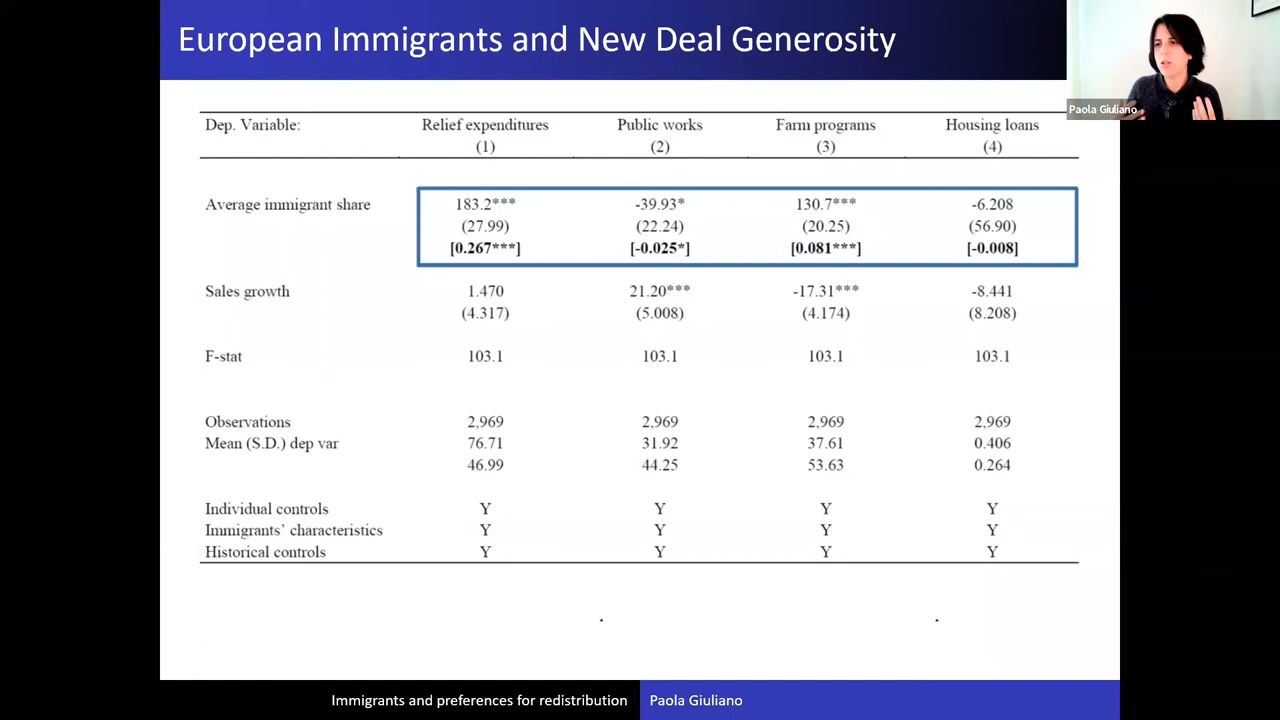 European Immigrants and New Deal Generosity
Paola Giuliano
Dep. Variable: Relief expenditures Public works Farm programs Housing loans
(1) (2) (3) (4)
Average immigrant share 183.2*** -39.93* 130.7*** -6.208
(27.99) (22.24) (20.25) (56.90)
[0.267***] [-0.025*] [0.081***] [-0.008]
Sales growth 1.470 21.20*** -17.31*** -8.441
(4.317) (5.008) (4.174) (8.208)
F-stat 103.1 103.1 103.1 103.1
Observations 2,969 2,969 2,969 2,969
Mean (S.D.) dep var 76.71 31.92 37.61 0.406
46.99 44.25 53.63 0.264
Individual controls Y Y Y Y
Immigrants’ characteristics Y Y Y Y
Historical controls Y Y Y Y
Immigrants and preferences for redistribution Paola Giuliano